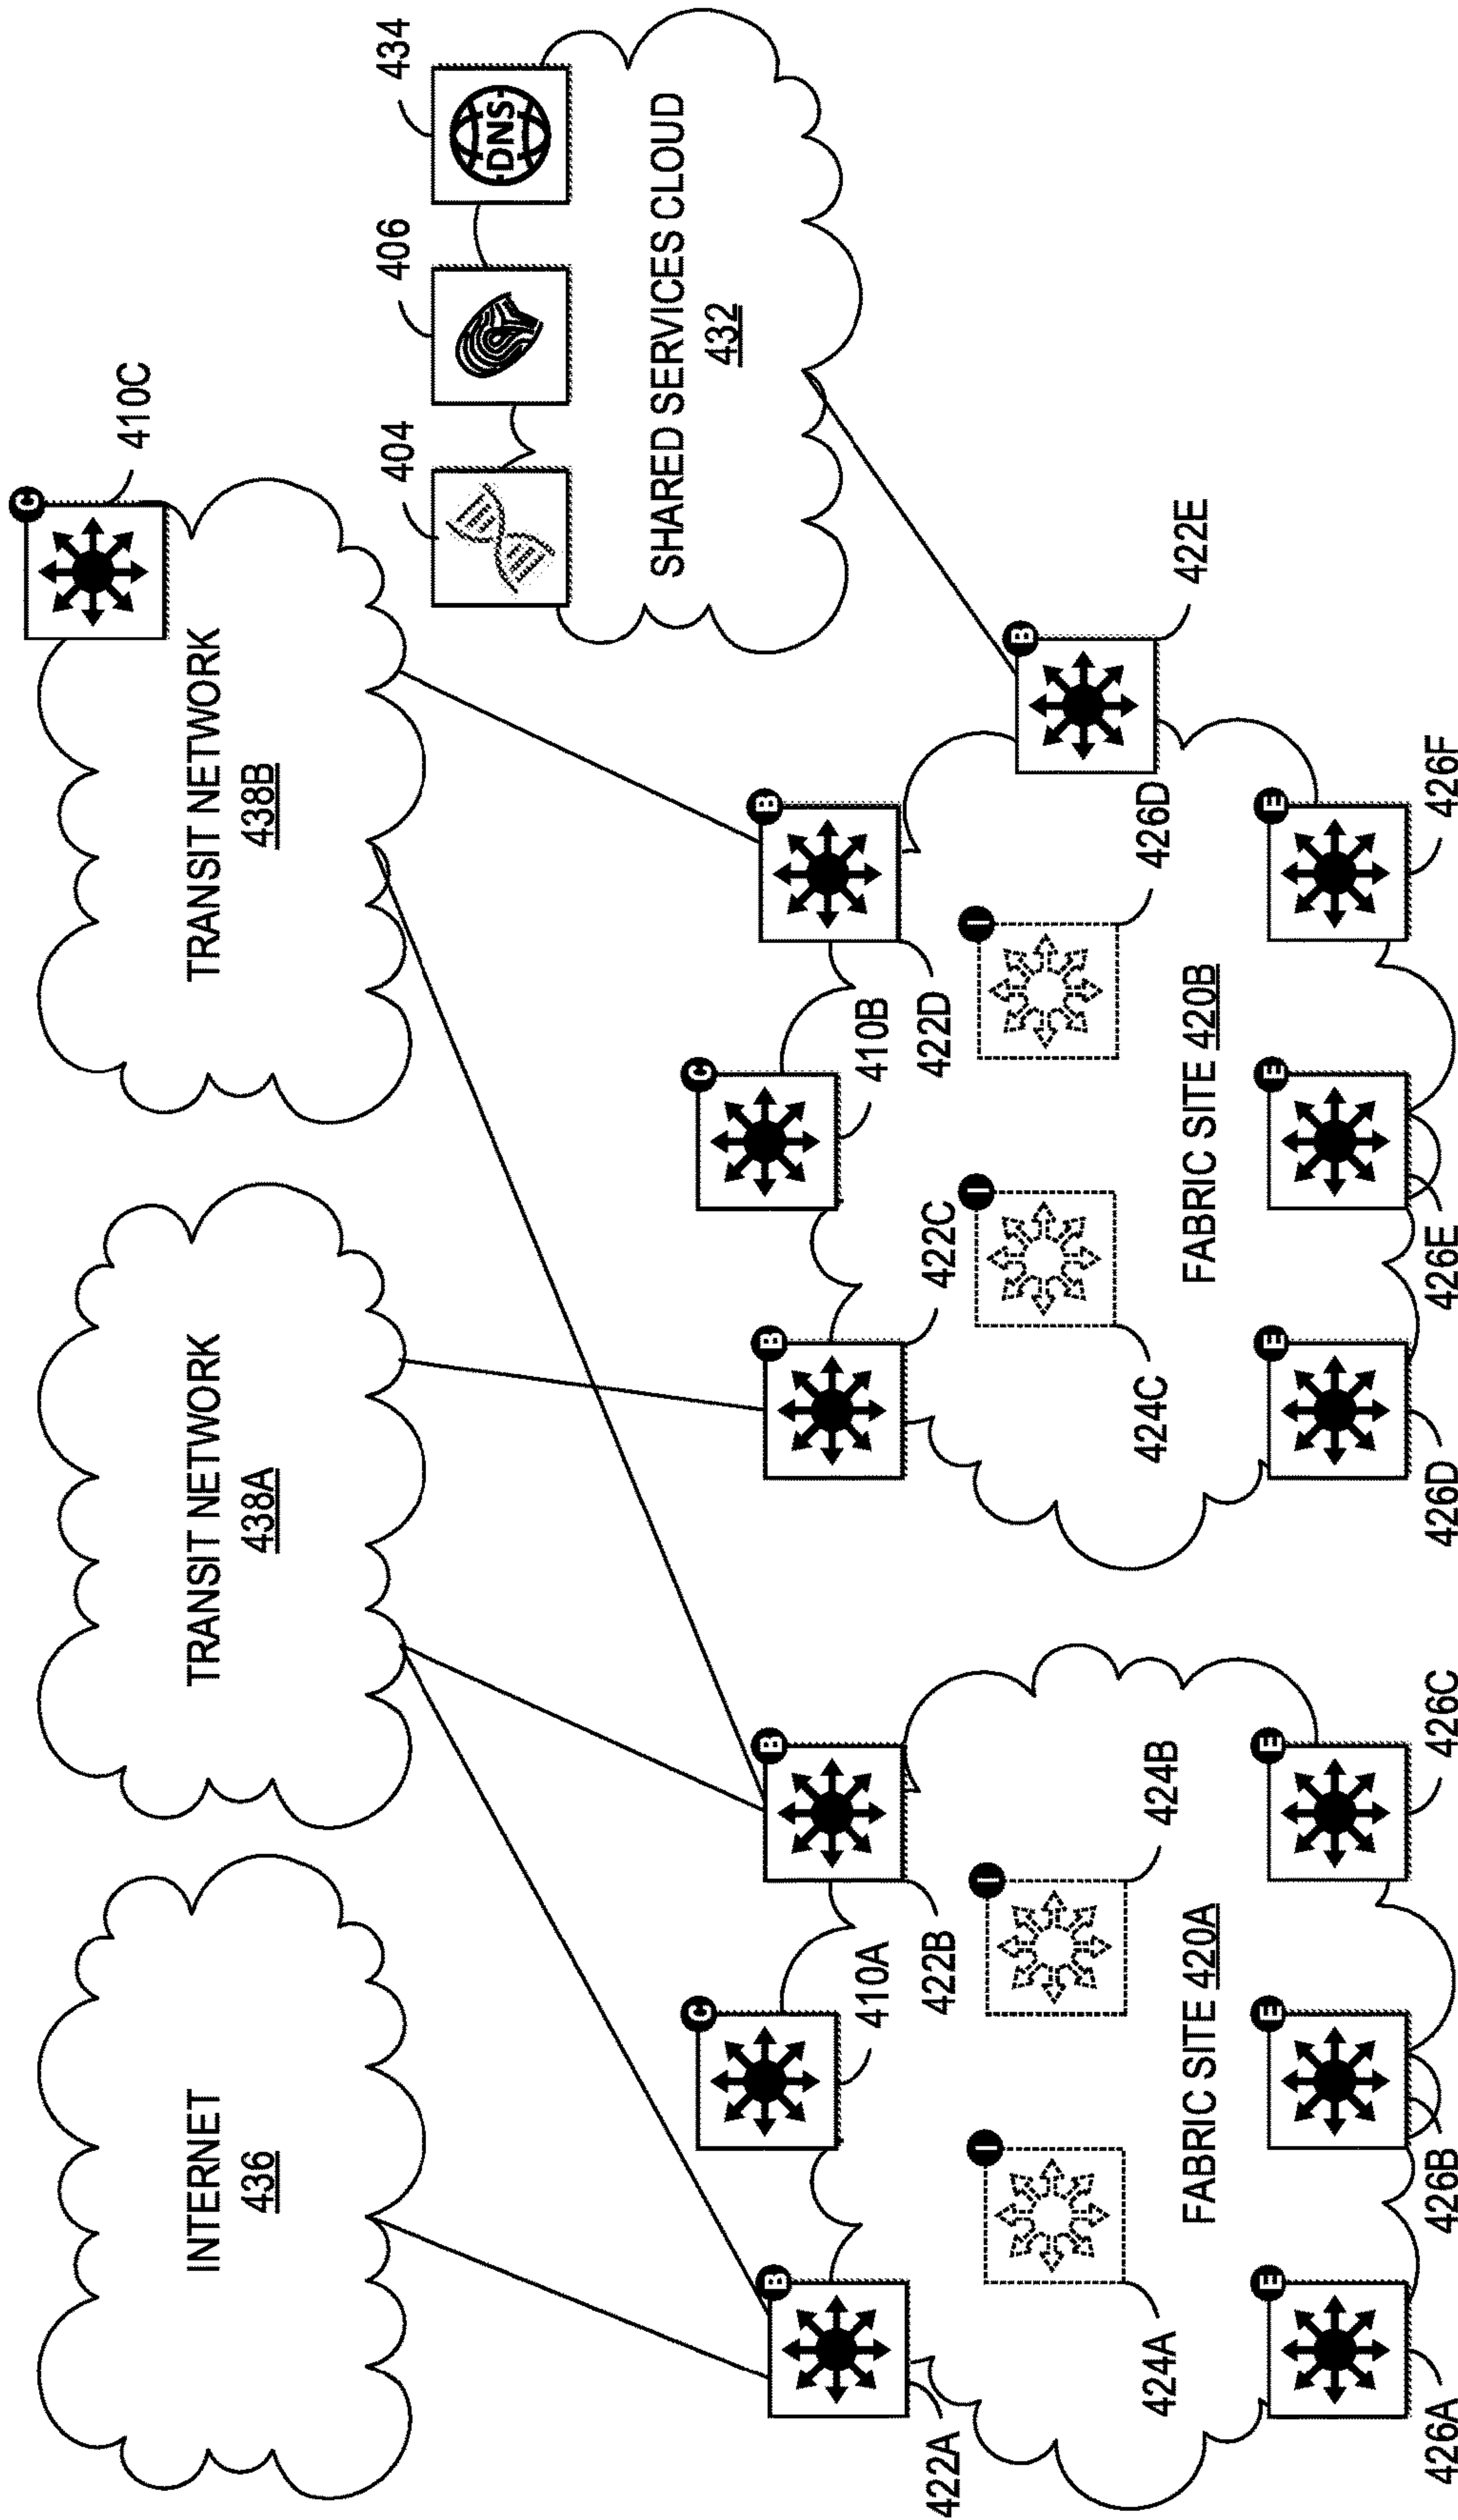 INTERNET
436
TRANSIT NETWORK
438A
TRANSIT NETWORK
438B
C
410C
404
406
434
DNS
SHARED SERVICES CLOUD
432
B
422A
C
410A
B
422B
I
424A
I
424B
FABRIC SITE 420A
E
426A
E
426B
E
426C
B
422C
C
410B
B
422D
B
422E
I
424C
I
426D
FABRIC SITE 420B
E
426D
E
426E
E
426F